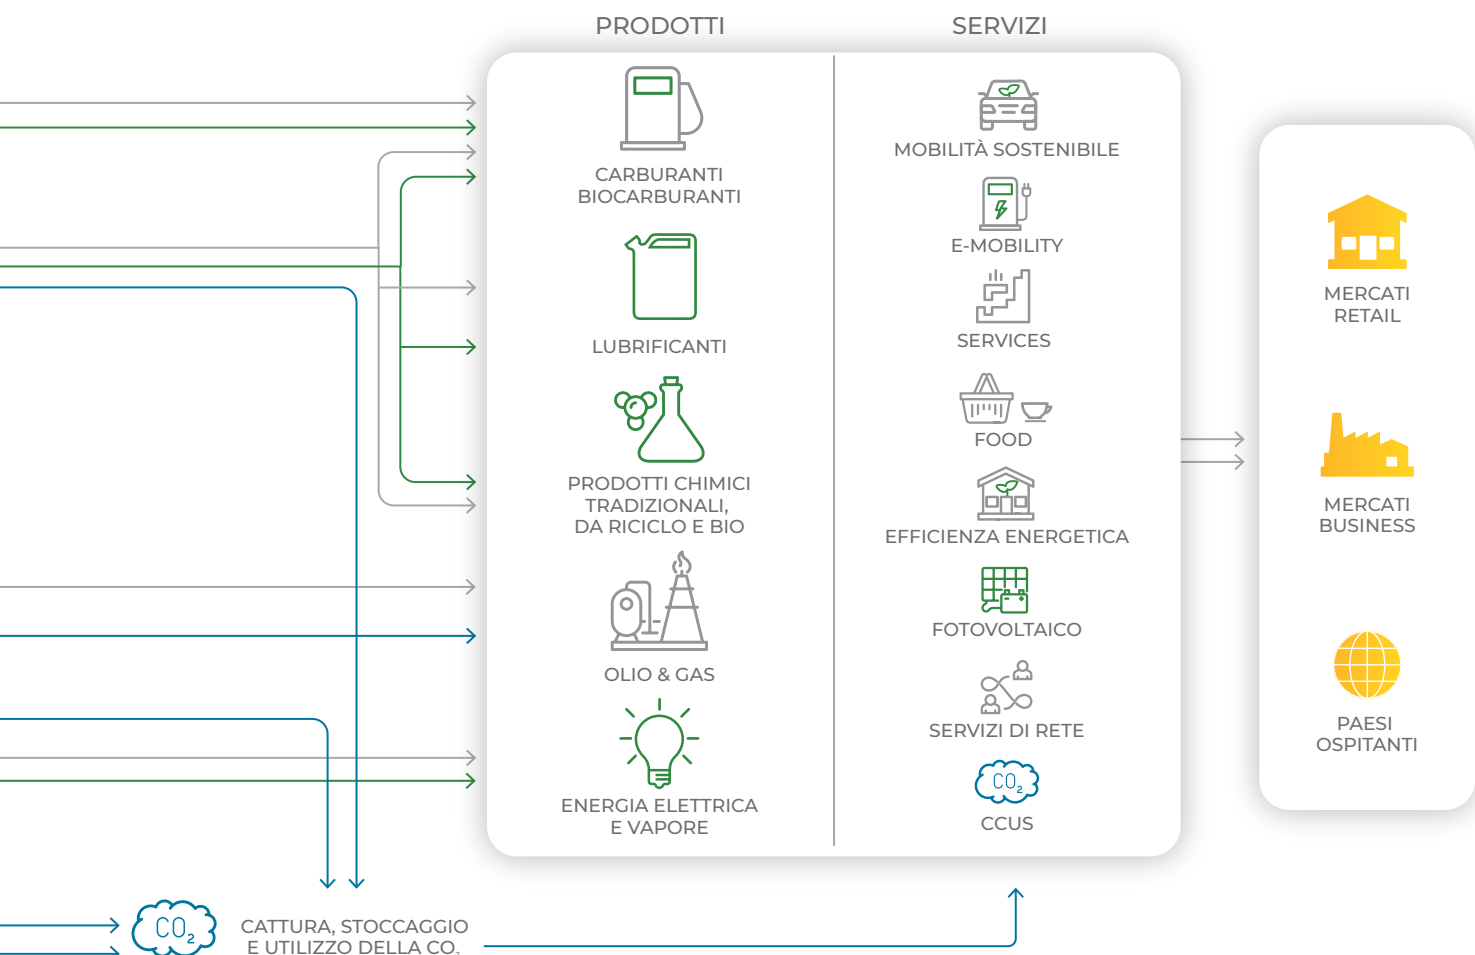 PRODOTTI
SERVIZI
CARBURANTI
BIOCARBURANTI
LUBRIFICANTI
PRODOTTI CHIMICI
TRADIZIONALI,
DA RICICLO E BIO
OLIO & GAS
ENERGIA ELETTRICA
E VAPORE
MOBILITÀ SOSTENIBILE
E-MOBILITY
SERVICES
FOOD
EFFICIENZA ENERGETICA
FOTOVOLTAICO
SERVIZI DI RETE
CO₂
CCUS
MERCATI
RETAIL
MERCATI
BUSINESS
PAESI
OSPITANTI
CO₂
CATTURA, STOCCAGGIO
E UTILIZZO DELLA CO₂